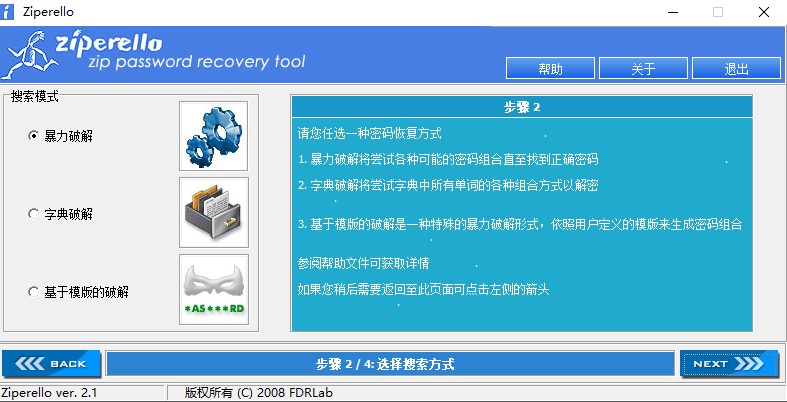 Ziperello
ziperello
zip password recovery tool
帮助
关于
退出
搜索模式
暴力破解
字典破解
基于模版的破解
*AS***RD
步骤 2
请您任选一种密码恢复方式
1. 暴力破解将尝试各种可能的密码组合直至找到正确密码
2. 字典破解将尝试字典中所有单词的各种组合方式以解密
3. 基于模版的破解是一种特殊的暴力破解形式，依照用户定义的模版来生成密码组合
参阅帮助文件可获取详情
如果您稍后需要返回至此页面可点击左侧的箭头
BACK
步骤 2 / 4: 选择搜索方式
NEXT
Ziperello ver. 2.1
版权所有 (C) 2008 FDRLab